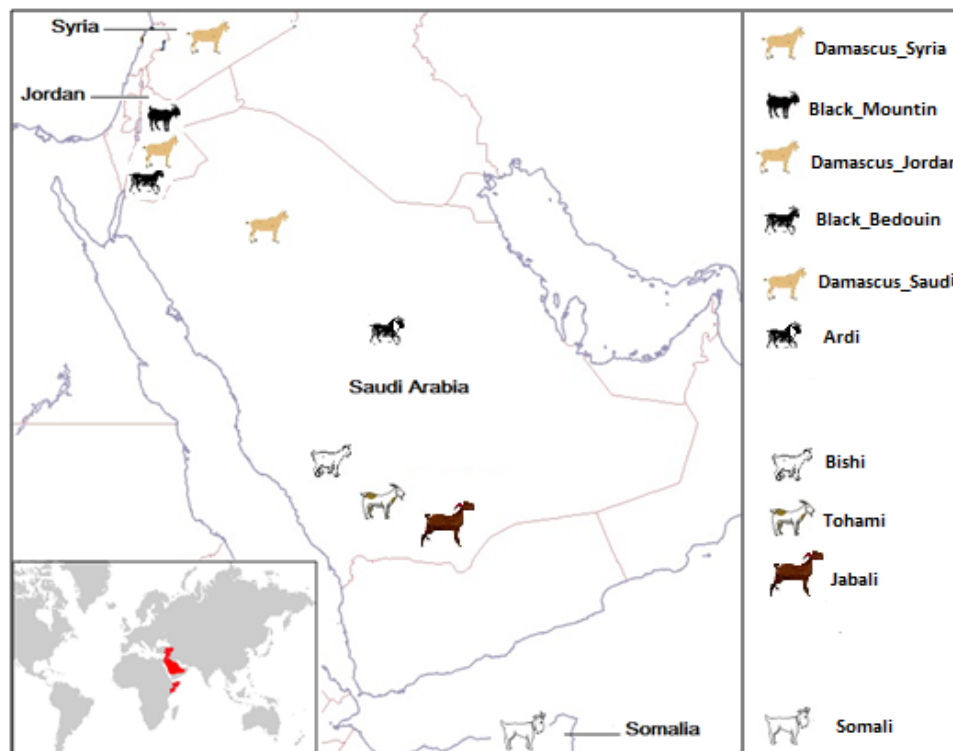 Syria
Jordan
Saudi Arabia
Somalia
Damascus_Syria
Black_Mountin
Damascus_Jordan
Black_Bedouin
Damascus_Saudi
Ardi
Bishi
Tohami
Jabali
Somali